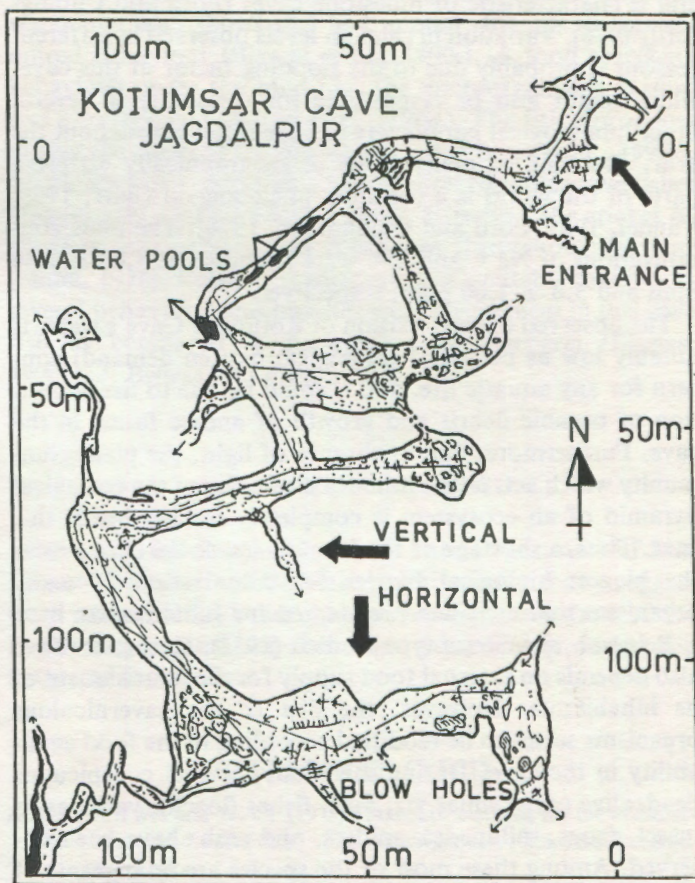 100m 50m 0
KOTUMSAR CAVE
JAGDALPUR
0 0
WATER POOLS
MAIN
ENTRANCE
50m 50m
N
VERTICAL
HORIZONTAL
100m 100m
BLOW HOLES
100m 50m 0